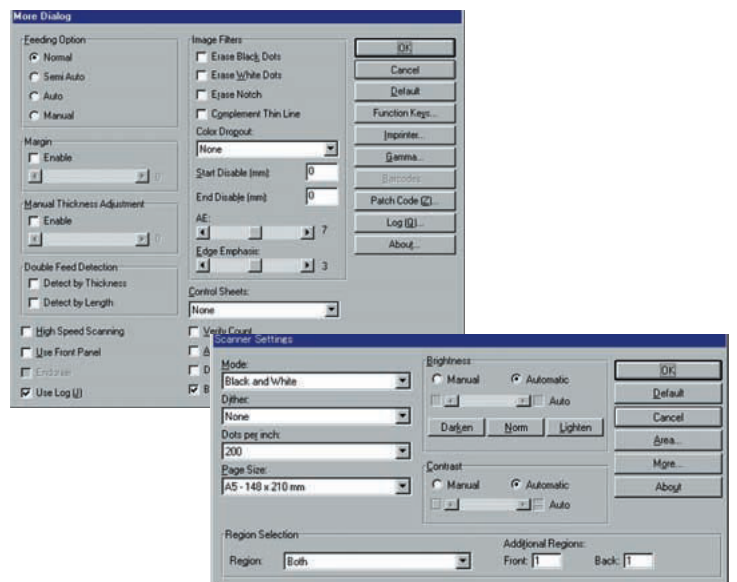 More Dialog
Feeding Option
Normal
Semi Auto
Auto
Manual
Margin
Enable
0
Manual Thickness Adjustment
Enable
0
Double Feed Detection
Detect by Thickness
Detect by Length
High Speed Scanning
Use Front Panel
Endorser
Use Log (J)
Image Filters
Erase Black Dots
Erase White Dots
Erase Notch
Complement Thin Line
Color Dropout:
None
Start Disable (mm): 0
End Disable (mm): 0
AE:
7
Edge Emphasis:
3
Control Sheets:
None
Verify Count
A
D
B
OK
Cancel
Default
Function Keys...
Imprinter...
Gamma...
Barcodes
Patch Code (Z)...
Log (Q)...
About...
Scanner Settings
Mode:
Black and White
Dither:
None
Dots per inch:
200
Page Size:
A5 - 148 x 210 mm
Brightness
Manual Automatic
Auto
Darken Norm Lighten
Contrast
Manual Automatic
Auto
OK
Default
Cancel
Area...
More...
About
Region Selection
Region: Both
Additional Regions:
Front: 1 Back: 1